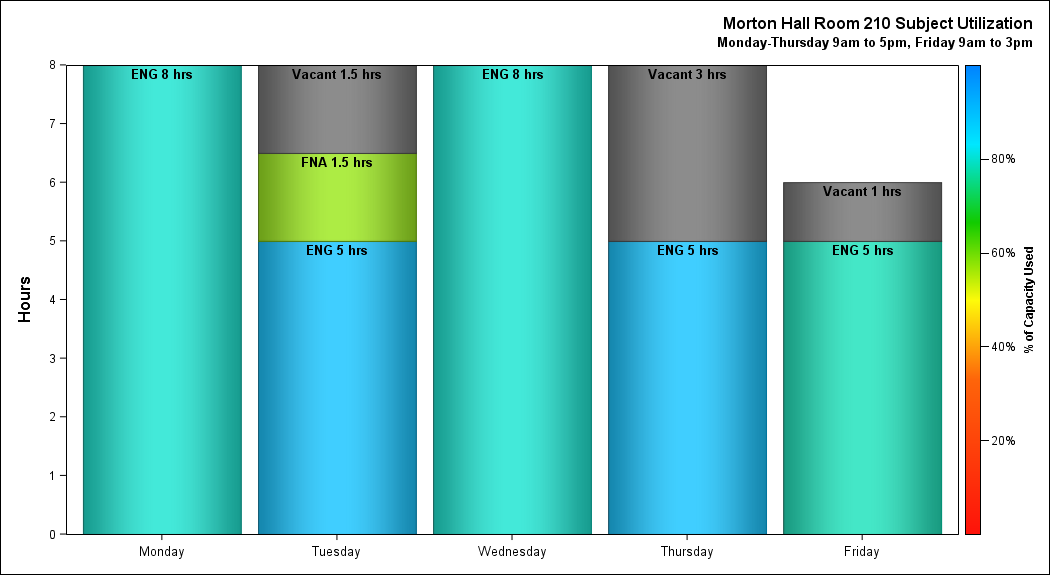 Morton Hall Room 210 Subject Utilization
Monday-Thursday 9am to 5pm, Friday 9am to 3pm
8
7
6
5
4
3
2
1
0
Hours
ENG 8 hrs
Vacant 1.5 hrs
FNA 1.5 hrs
ENG 5 hrs
ENG 8 hrs
Vacant 3 hrs
ENG 5 hrs
Vacant 1 hrs
ENG 5 hrs
Monday
Tuesday
Wednesday
Thursday
Friday
80%
60%
40%
20%
% of Capacity Used